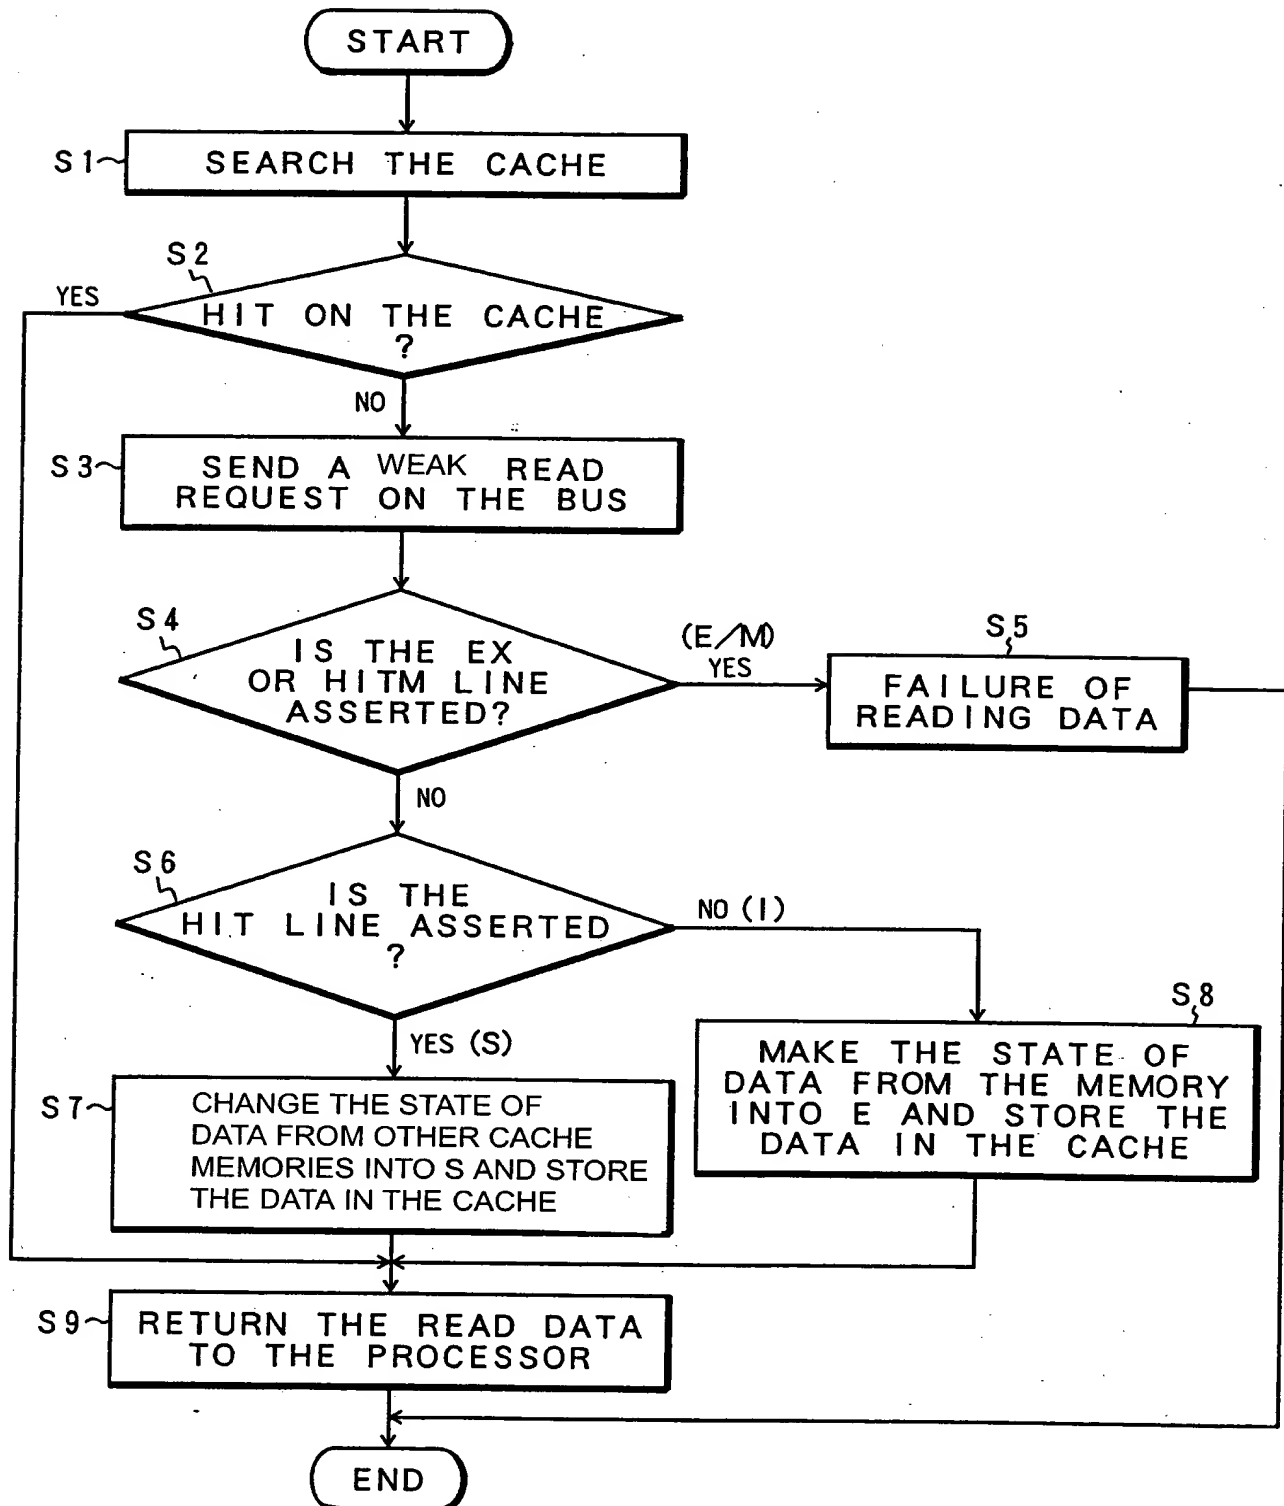 START
S1
SEARCH THE CACHE
S2
YES
HIT ON THE CACHE
?
NO
S3
SEND A WEAK READ
REQUEST ON THE BUS
S4
IS THE EX
OR HITM LINE
ASSERTED?
(E/M)
YES
S5
FAILURE OF
READING DATA
NO
S6
IS THE
HIT LINE ASSERTED
?
NO (I)
YES (S)
S7
CHANGE THE STATE OF
DATA FROM OTHER CACHE
MEMORIES INTO S AND STORE
THE DATA IN THE CACHE
S8
MAKE THE STATE OF
DATA FROM THE MEMORY
INTO E AND STORE THE
DATA IN THE CACHE
S9
RETURN THE READ DATA
TO THE PROCESSOR
END